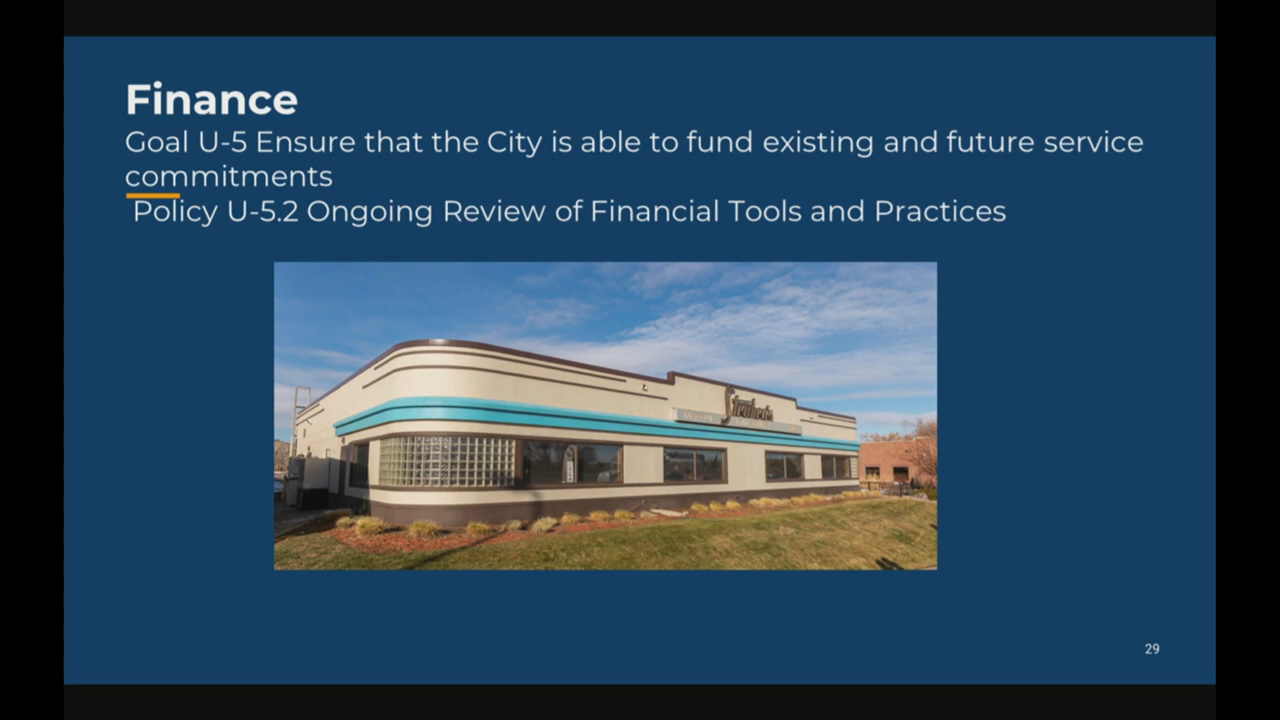 Finance
Goal U-5 Ensure that the City is able to fund existing and future service
commitments
Policy U-5.2 Ongoing Review of Financial Tools and Practices
29